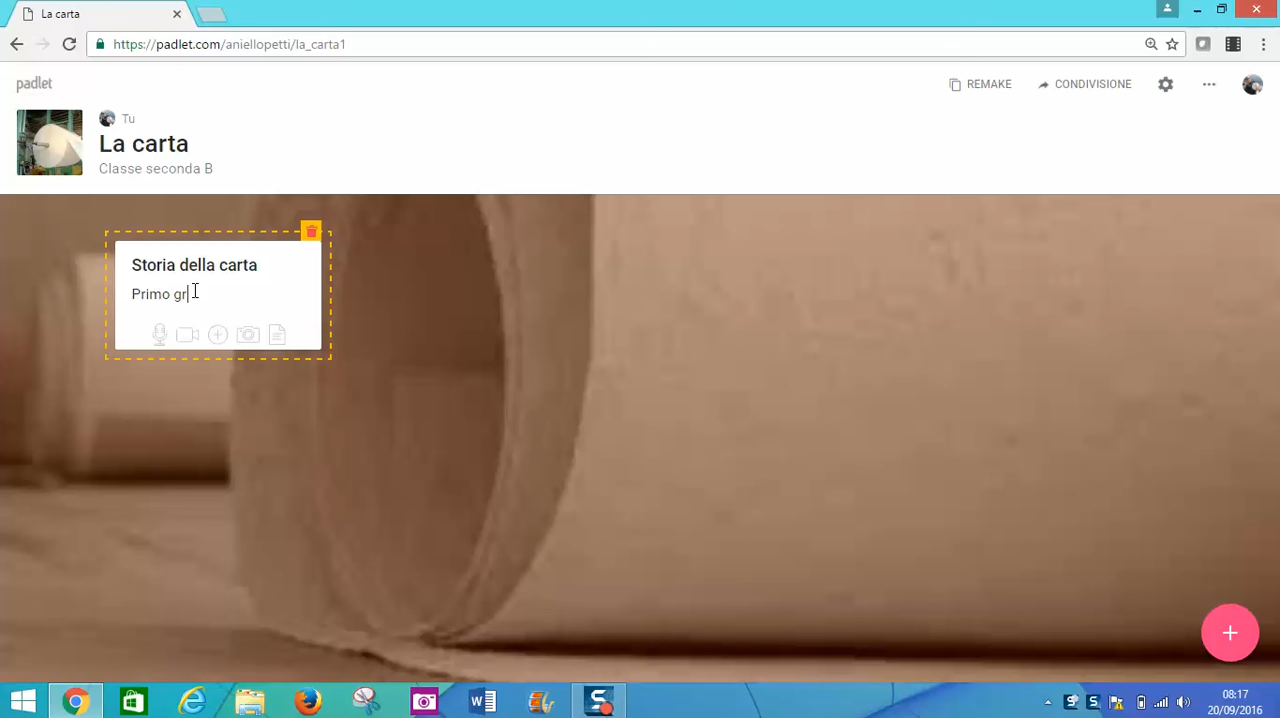 La carta
https://padlet.com/aniellopetti/la_carta1
padlet
REMAKE
CONDIVISIONE
Tu
La carta
Classe seconda B
Storia della carta
Primo gr
08:17
20/09/2016